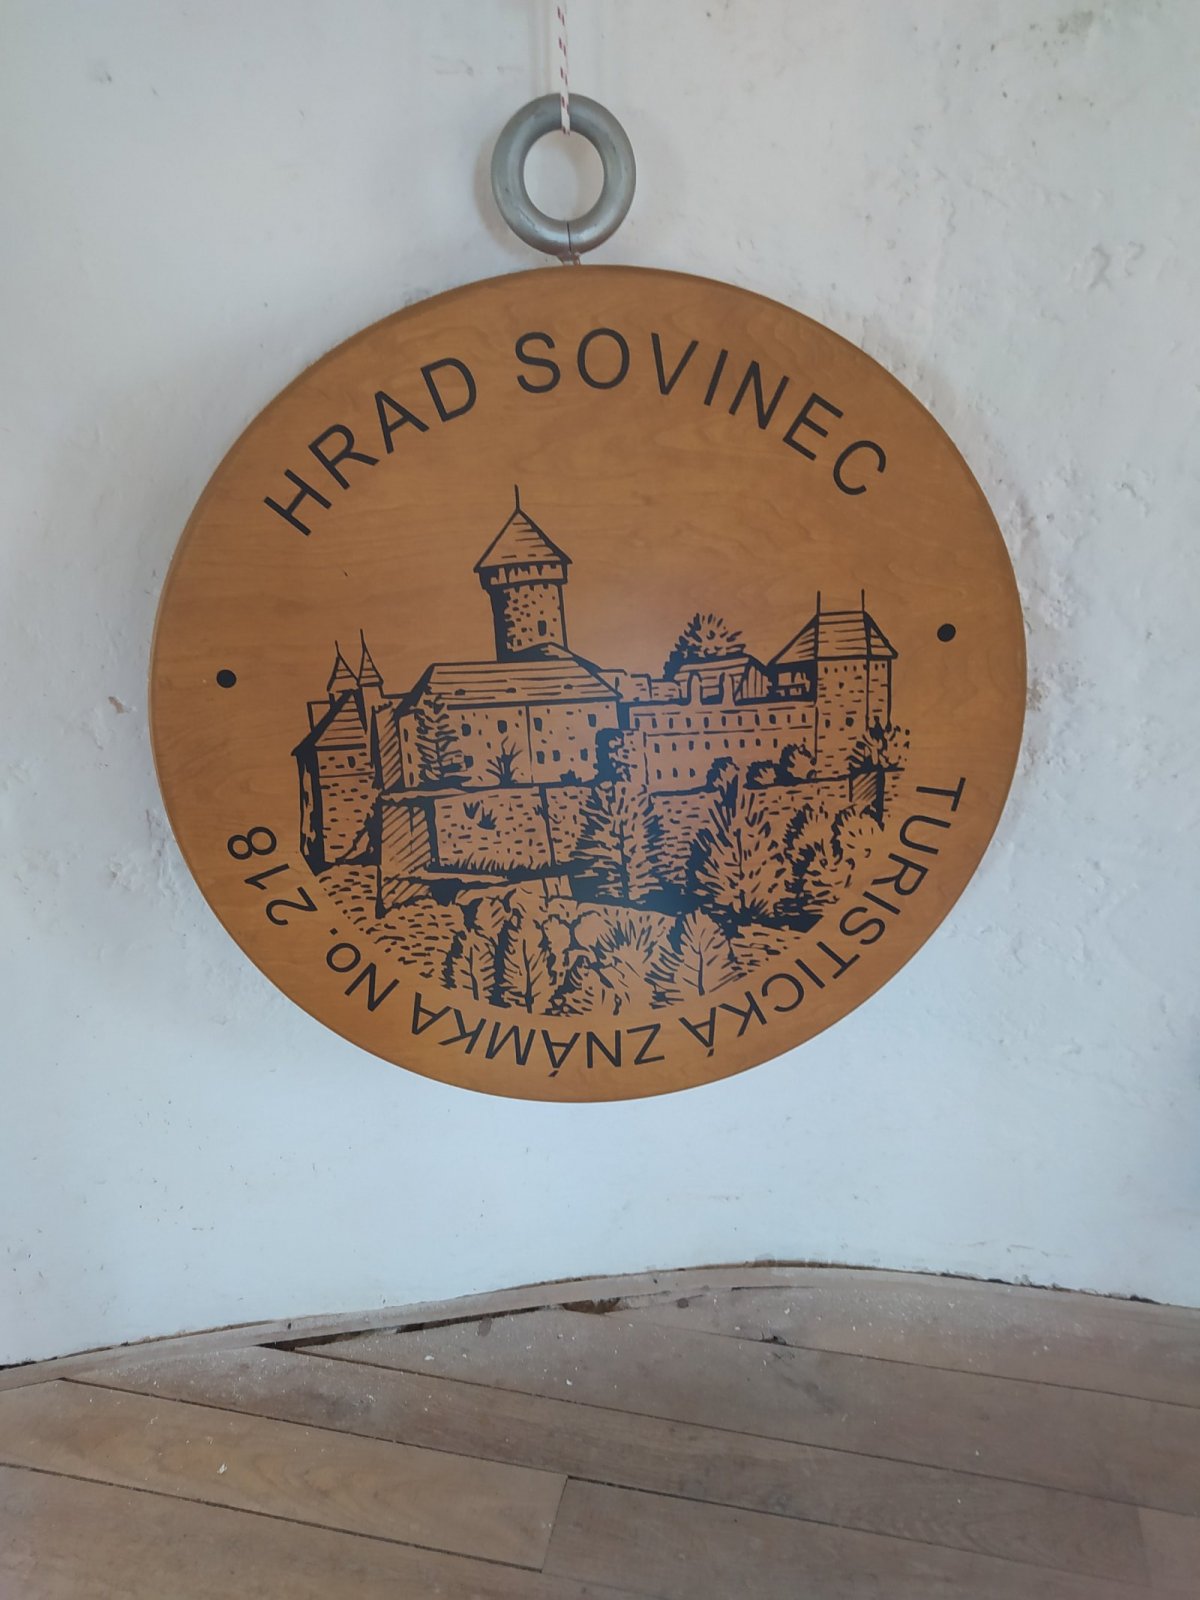 HRAD SOVINEC
TURISTICKÁ ZNÁMKA No. 218